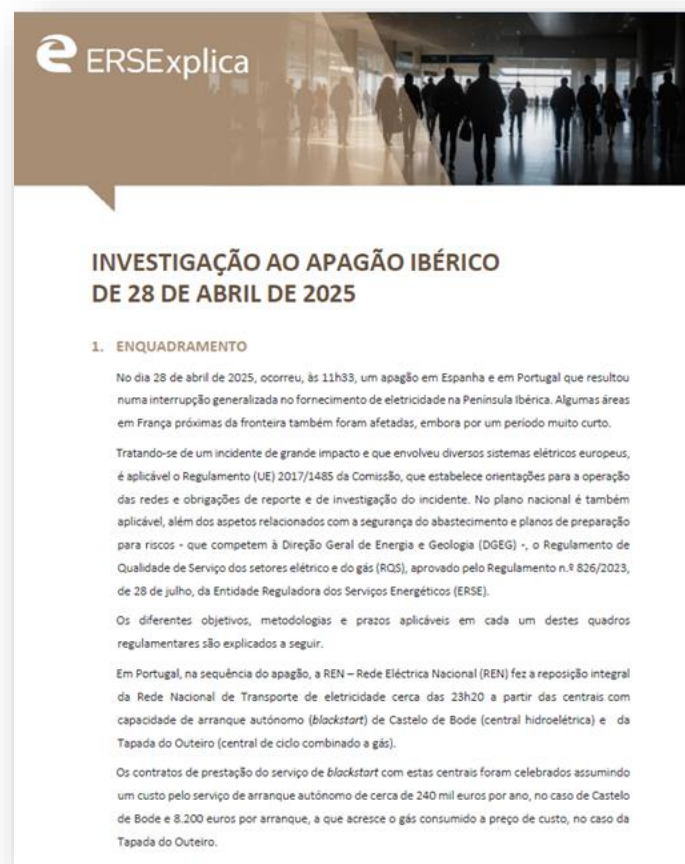 ERSExplica
INVESTIGAÇÃO AO APAGÃO IBÉRICO
DE 28 DE ABRIL DE 2025
1. ENQUADRAMENTO
No dia 28 de abril de 2025, ocorreu, às 11h33, um apagão em Espanha e em Portugal que resultou
numa interrupção generalizada no fornecimento de eletricidade na Península Ibérica. Algumas áreas
em França próximas da fronteira também foram afetadas, embora por um período muito curto.
Tratando-se de um incidente de grande impacto e que envolveu diversos sistemas elétricos europeus,
é aplicável o Regulamento (UE) 2017/1485 da Comissão, que estabelece orientações para a operação
das redes e obrigações de reporte e de investigação do incidente. No plano nacional é também
aplicável, além dos aspetos relacionados com a segurança do abastecimento e planos de preparação
para riscos - que competem à Direção Geral de Energia e Geologia (DGEG) -, o Regulamento de
Qualidade de Serviço dos setores elétrico e do gás (RQS), aprovado pelo Regulamento n.º 826/2023,
de 28 de julho, da Entidade Reguladora dos Serviços Energéticos (ERSE).
Os diferentes objetivos, metodologias e prazos aplicáveis em cada um destes quadros
regulamentares são explicados a seguir.
Em Portugal, na sequência do apagão, a REN – Rede Eléctrica Nacional (REN) fez a reposição integral
da Rede Nacional de Transporte de eletricidade cerca das 23h20 a partir das centrais com
capacidade de arranque autónomo (blackstart) de Castelo de Bode (central hidroelétrica) e da
Tapada do Outeiro (central de ciclo combinado a gás).
Os contratos de prestação do serviço de blackstart com estas centrais foram celebrados assumindo
um custo pelo serviço de arranque autónomo de cerca de 240 mil euros por ano, no caso de Castelo
de Bode e 8.200 euros por arranque, a que acresce o gás consumido a preço de custo, no caso da
Tapada do Outeiro.